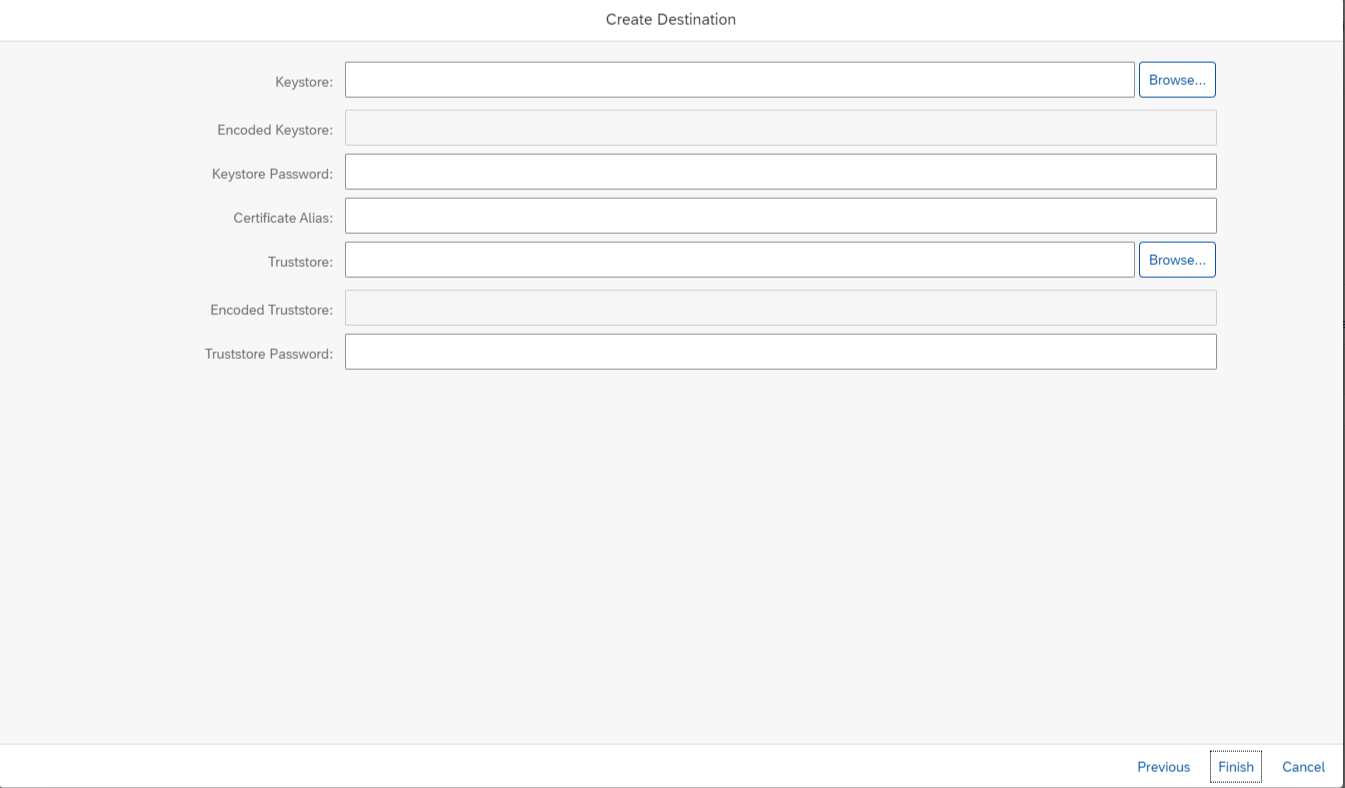 Create Destination
Keystore:
Browse...
Encoded Keystore:
Keystore Password:
Certificate Alias:
Truststore:
Browse...
Encoded Truststore:
Truststore Password:
Previous
Finish
Cancel